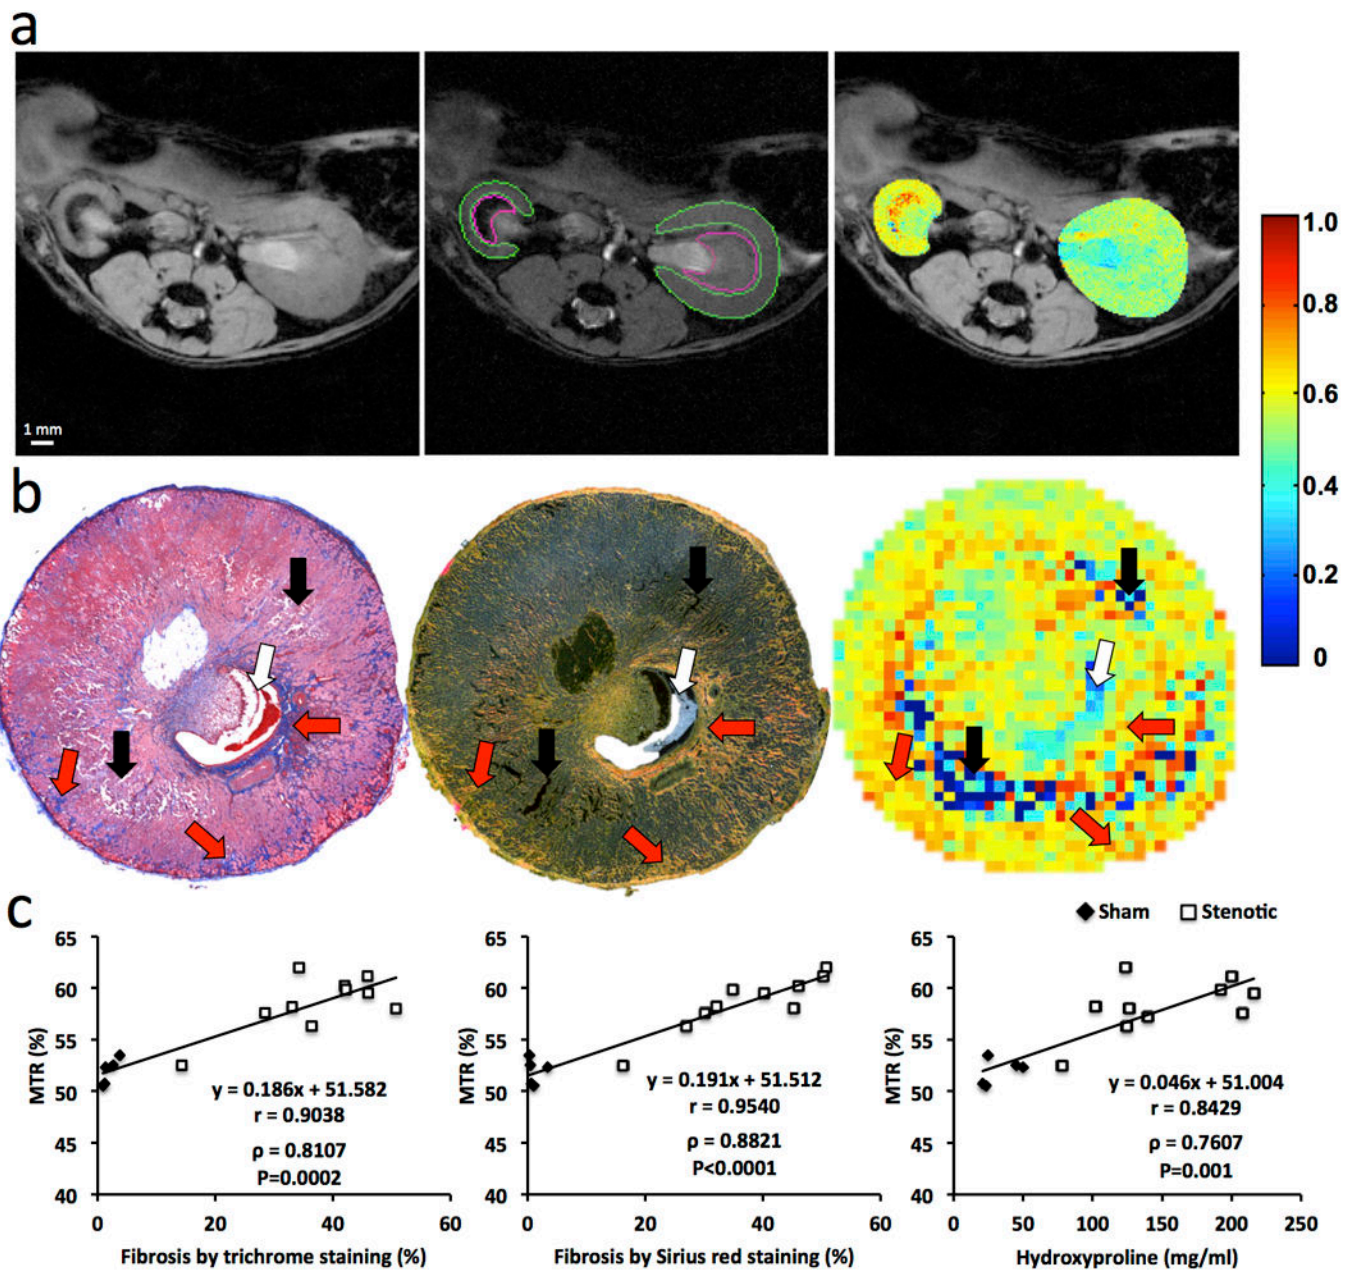 a
1 mm
1.0
0.8
0.6
0.4
0.2
0
b
c
Sham Stenotic
MTR (%)
65
60
55
50
45
40
y = 0.186x + 51.582
r = 0.9038
ρ = 0.8107
P=0.0002
0 20 40 60
Fibrosis by trichrome staining (%)
MTR (%)
65
60
55
50
45
40
y = 0.191x + 51.512
r = 0.9540
ρ = 0.8821
P<0.0001
0 20 40 60
Fibrosis by Sirius red staining (%)
MTR (%)
65
60
55
50
45
40
y = 0.046x + 51.004
r = 0.8429
ρ = 0.7607
P=0.001
0 50 100 150 200 250
Hydroxyproline (mg/ml)